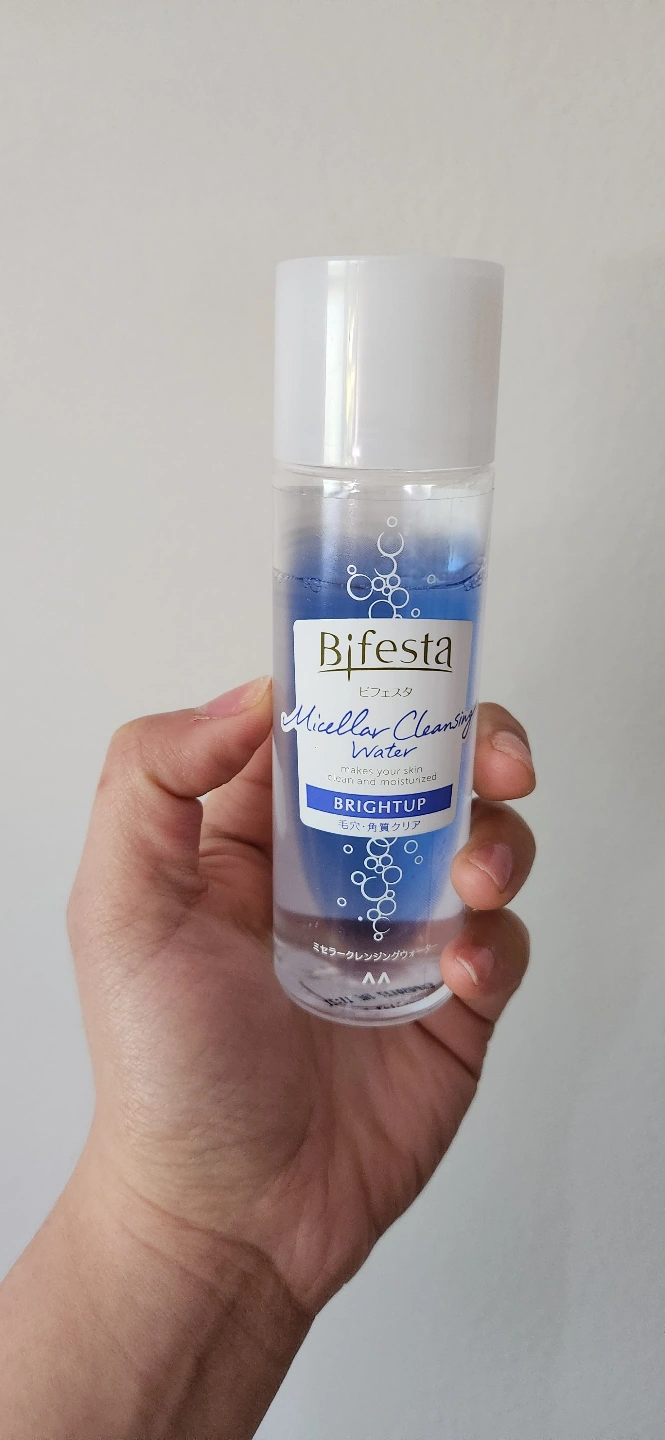 Bifesta
ビフェスタ
Micellar Cleansing
Water
makes your skin
clean and moisturized
BRIGHTUP
毛穴・角質クリア
ミセラークレンジングウォーター